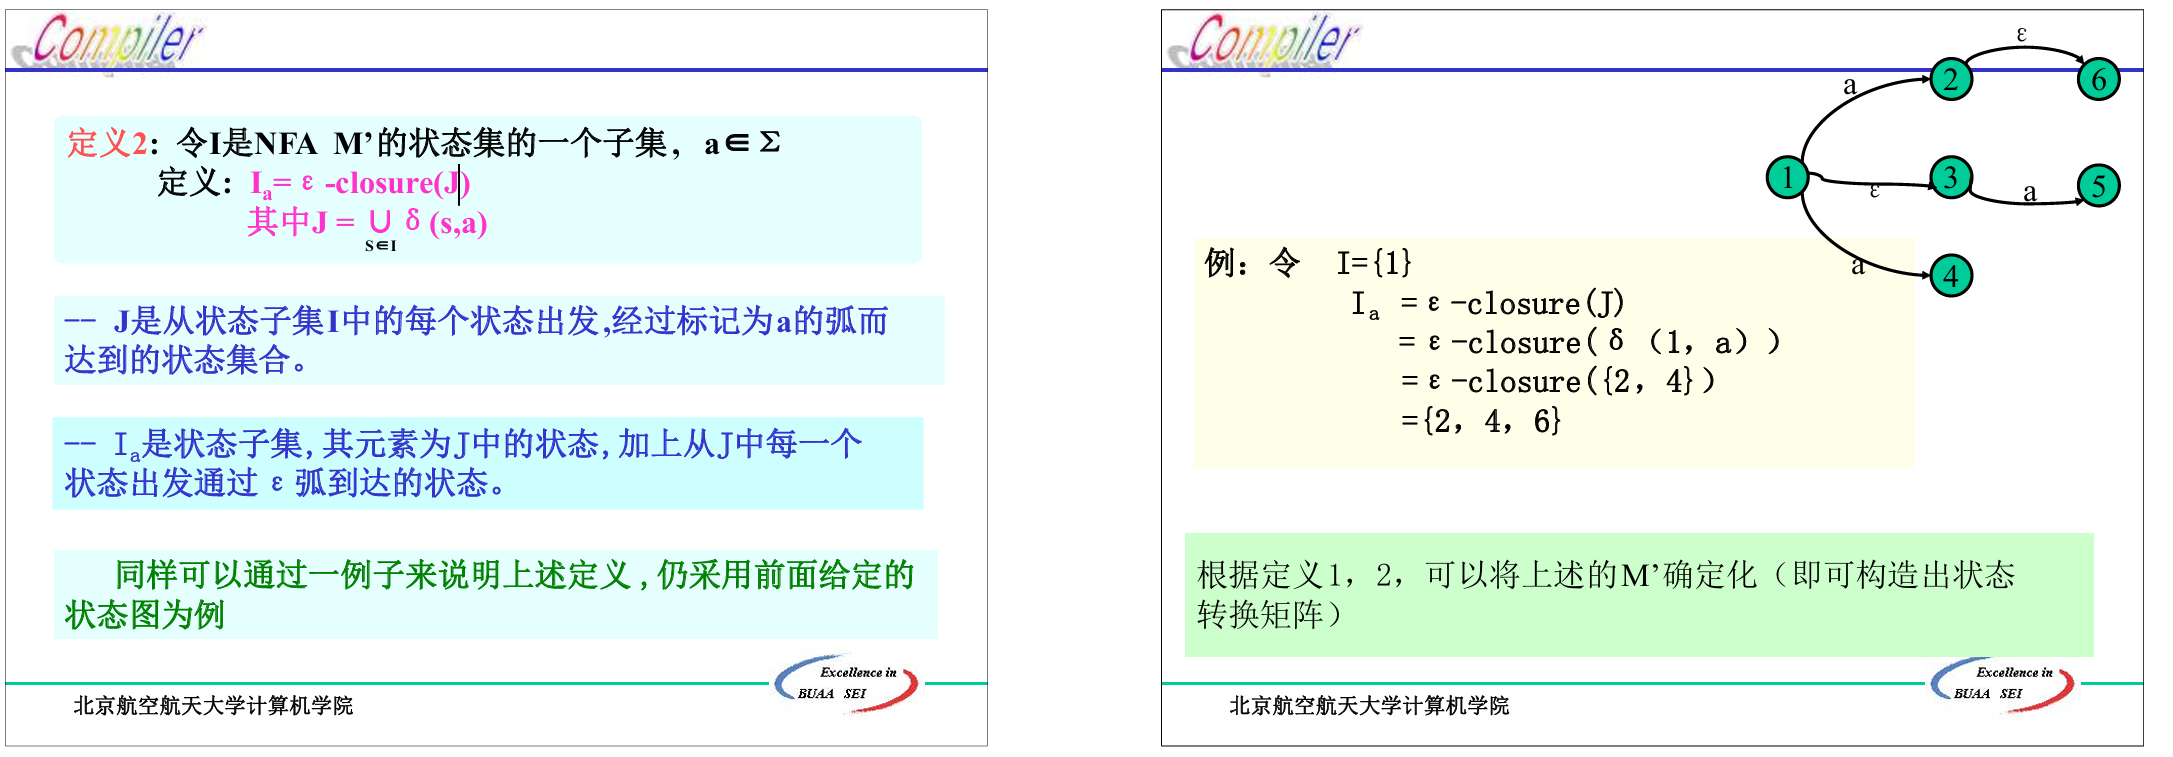 Compiler
定义2: 令I是NFA M’的状态集的一个子集, a∈Σ
定义: Ia=ε-closure(J)
其中J = ∪ δ(s,a)
S∈I
-- J是从状态子集I中的每个状态出发,经过标记为a的弧而
达到的状态集合。
-- Ia是状态子集,其元素为J中的状态,加上从J中每一个
状态出发通过ε弧到达的状态。
同样可以通过一例子来说明上述定义,仍采用前面给定的
状态图为例
Excellence in
BUAA SEI
北京航空航天大学计算机学院
Compiler
ε
2
6
a
1
ε
3
a
5
a
4
例: 令 I={1}
Ia =ε-closure(J)
=ε-closure(δ(1, a))
=ε-closure({2, 4})
={2, 4, 6}
根据定义1, 2, 可以将上述的M’确定化(即可构造出状态
转换矩阵)
Excellence in
BUAA SEI
北京航空航天大学计算机学院